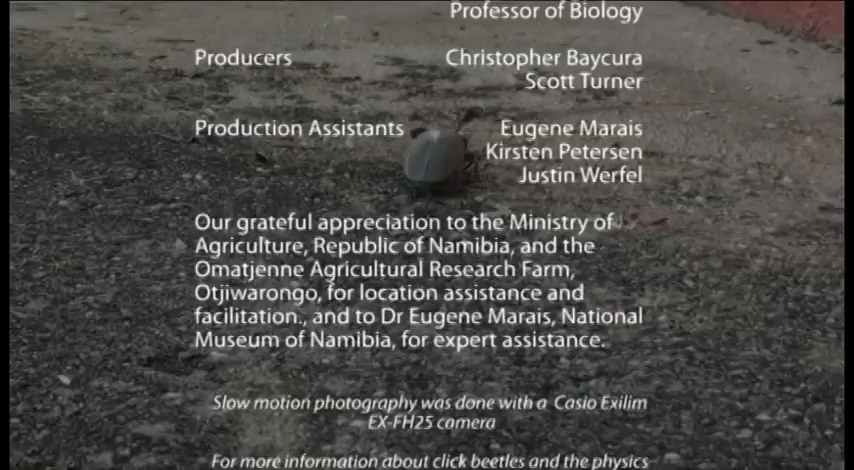 Professor of Biology
Producers Christopher Baycura
Scott Turner
Production Assistants Eugene Marais
Kirsten Petersen
Justin Werfel
Our grateful appreciation to the Ministry of
Agriculture, Republic of Namibia, and the
Omatjenne Agricultural Research Farm,
Otjiwarongo, for location assistance and
facilitation., and to Dr Eugene Marais, National
Museum of Namibia, for expert assistance.
Slow motion photography was done with a Casio Exilim
EX-FH25 camera
For more information about click beetles and the physics